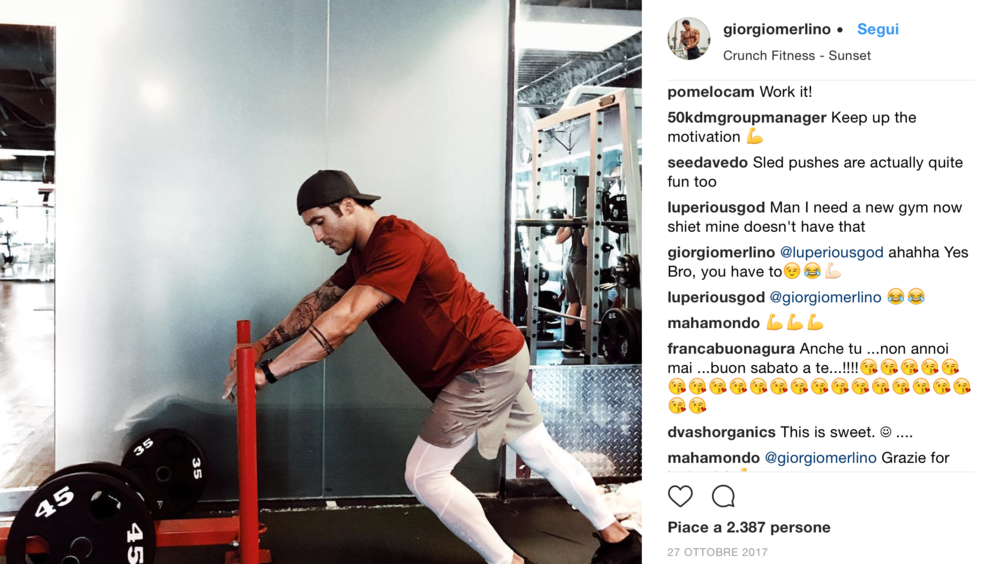 giorgiomerlino • Segui
Crunch Fitness - Sunset
pomelocam Work it!
50kdmgroupmanager Keep up the
motivation 💪
seedavedo Sled pushes are actually quite
fun too
luperiousgod Man I need a new gym now
shiet mine doesn't have that
giorgiomerlino @luperiousgod ahahha Yes
Bro, you have to😉😂💪🏻
luperiousgod @giorgiomerlino 😂😂
mahamondo 💪💪💪
francabuonagura Anche tu ...non annoi
mai ...buon sabato a te...!!!!😘😘😘😘😘
😘😘😘😘😘😘😘😘😘😘😘😘😘😘😘
😘😘
dvashorganics This is sweet. ☺ ....
mahamondo @giorgiomerlino Grazie for
Piace a 2.387 persone
27 OTTOBRE 2017
35
35
45
45